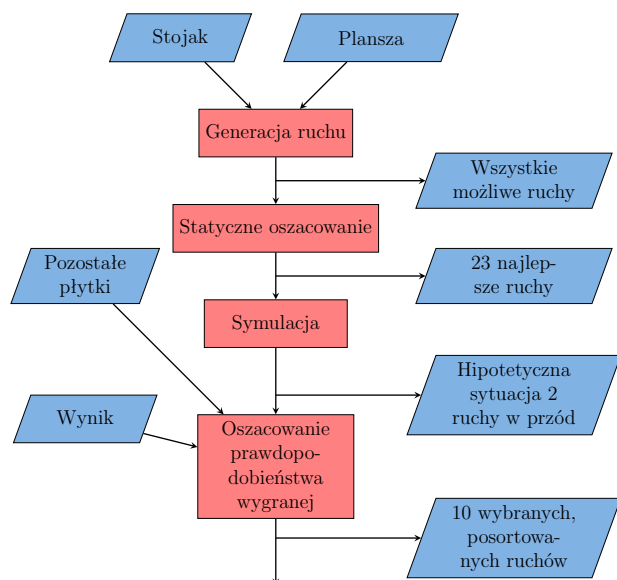 Stojak
Plansza
Generacja ruchu
Wszystkie
możliwe ruchy
Statyczne oszacowanie
Pozostałe
płytki
23 najlep-
sze ruchy
Symulacja
Hipotetyczna
sytuacja 2
ruchy w przód
Wynik
Oszacowanie
prawdopo-
dobieństwa
wygranej
10 wybranych,
posortowa-
nych ruchów